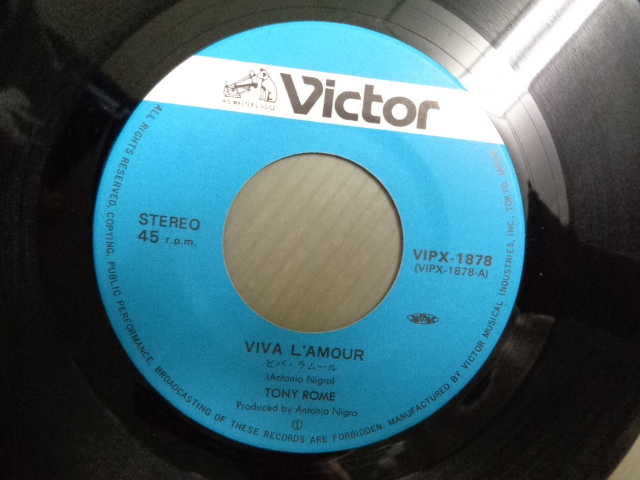 HIS MASTER'S VOICE
Victor
STEREO
45 r.p.m.
VIPX-1878
(VIPX-1878-A)
VIVA L'AMOUR
ビバ・ラムール
(Antonio Nigro)
TONY ROME
Produced by Antonio Nigro
①
ALL RIGHTS RESERVED. COPYING, PUBLIC PERFORMANCE, BROADCASTING OF THESE RECORDS ARE FORBIDDEN. MANUFACTURED BY VICTOR MUSICAL INDUSTRIES, INC., TOKYO,